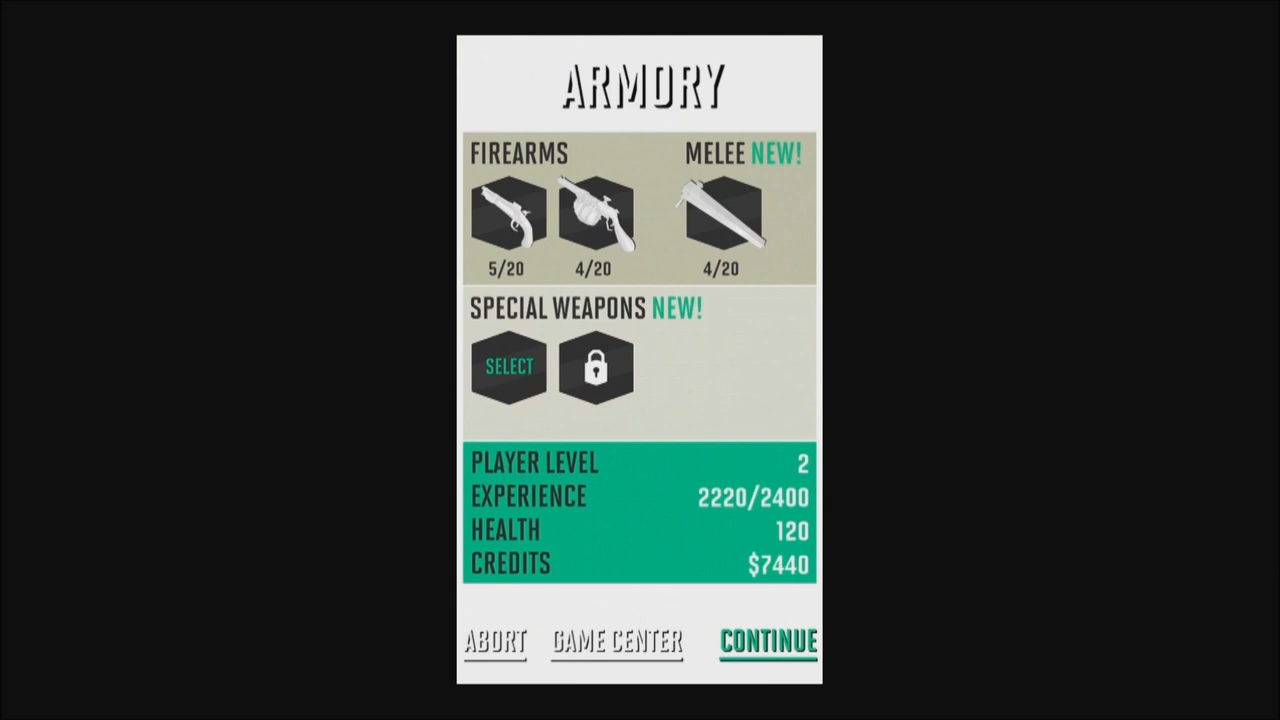 ARMORY
FIREARMS MELEE NEW!
5/20 4/20 4/20
SPECIAL WEAPONS NEW!
SELECT
PLAYER LEVEL 2
EXPERIENCE 2220/2400
HEALTH 120
CREDITS $7440
ABORT GAME CENTER CONTINUE